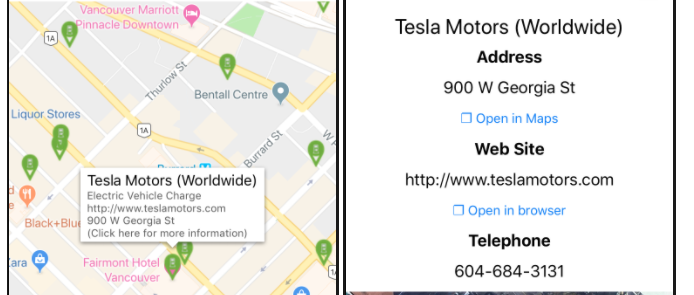 Vancouver Marriott
Pinnacle Downtown
1A
Thurlow St
Bentall Centre
Liquor Stores
1A
Burrard St
Tesla Motors (Worldwide)
Electric Vehicle Charge
http://www.teslamotors.com
900 W Georgia St
(Click here for more information)
Black+Blue
Zara
Fairmont Hotel
Vancouver
1A
Tesla Motors (Worldwide)
Address
900 W Georgia St
Open in Maps
Web Site
http://www.teslamotors.com
Open in browser
Telephone
604-684-3131